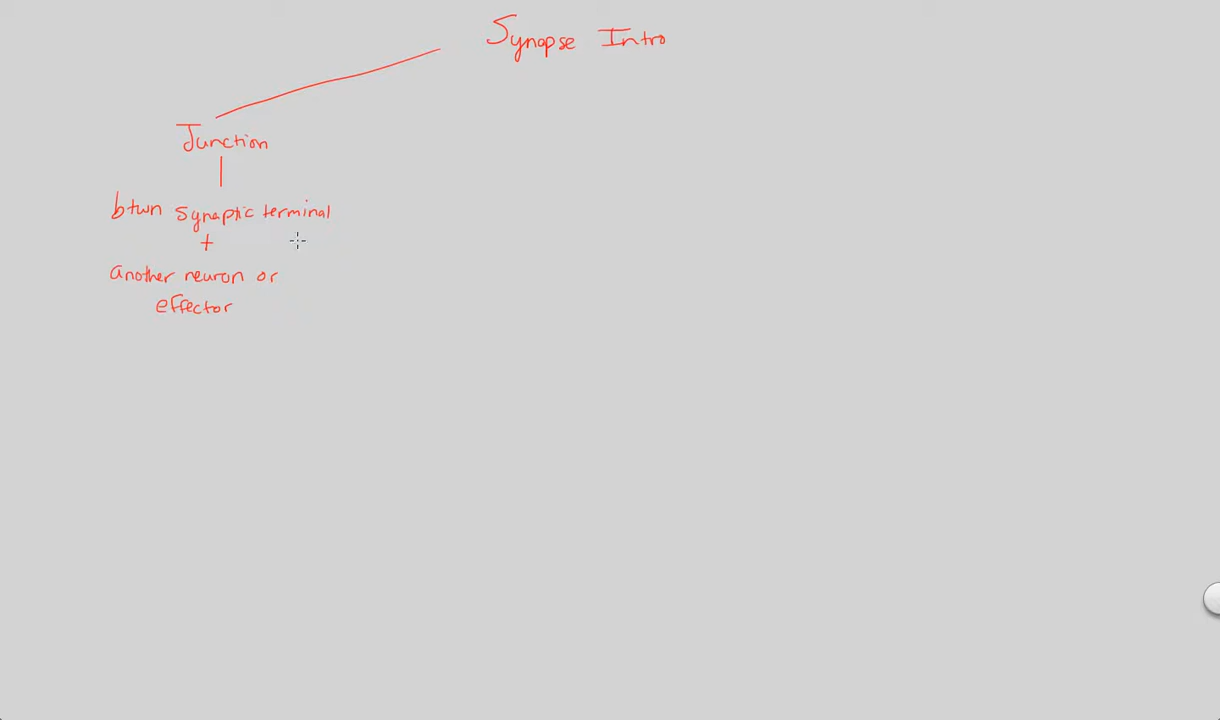 Synapse Intro
Junction
btwn synaptic terminal
+
another neuron or
effector